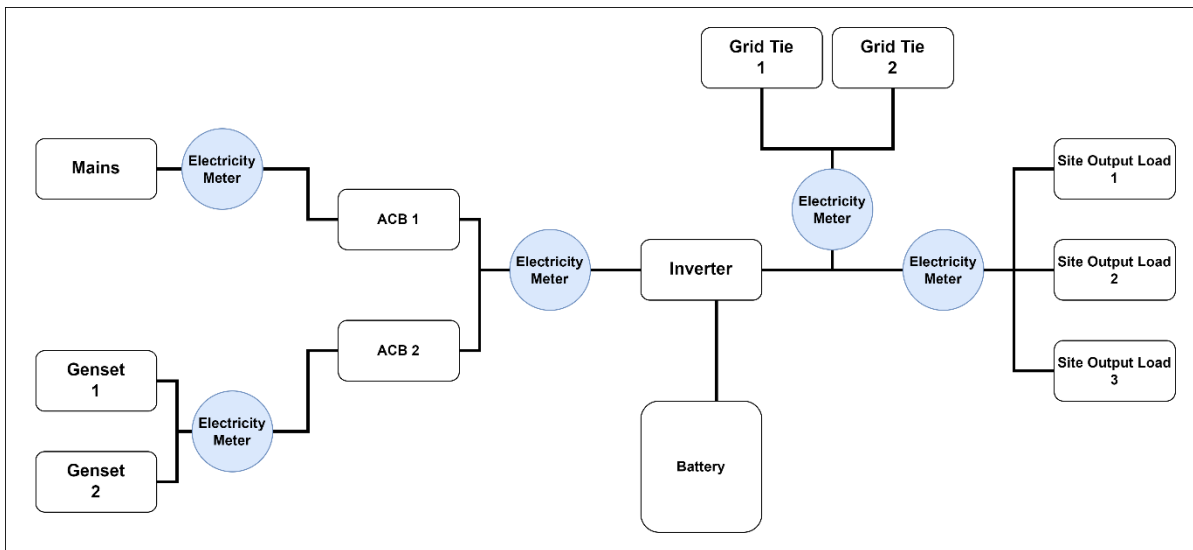 Grid Tie
1
Grid Tie
2
Mains
Electricity
Meter
ACB 1
Electricity
Meter
Site Output Load
1
Electricity
Meter
Inverter
Electricity
Meter
Site Output Load
2
ACB 2
Genset
1
Electricity
Meter
Genset
2
Site Output Load
3
Battery